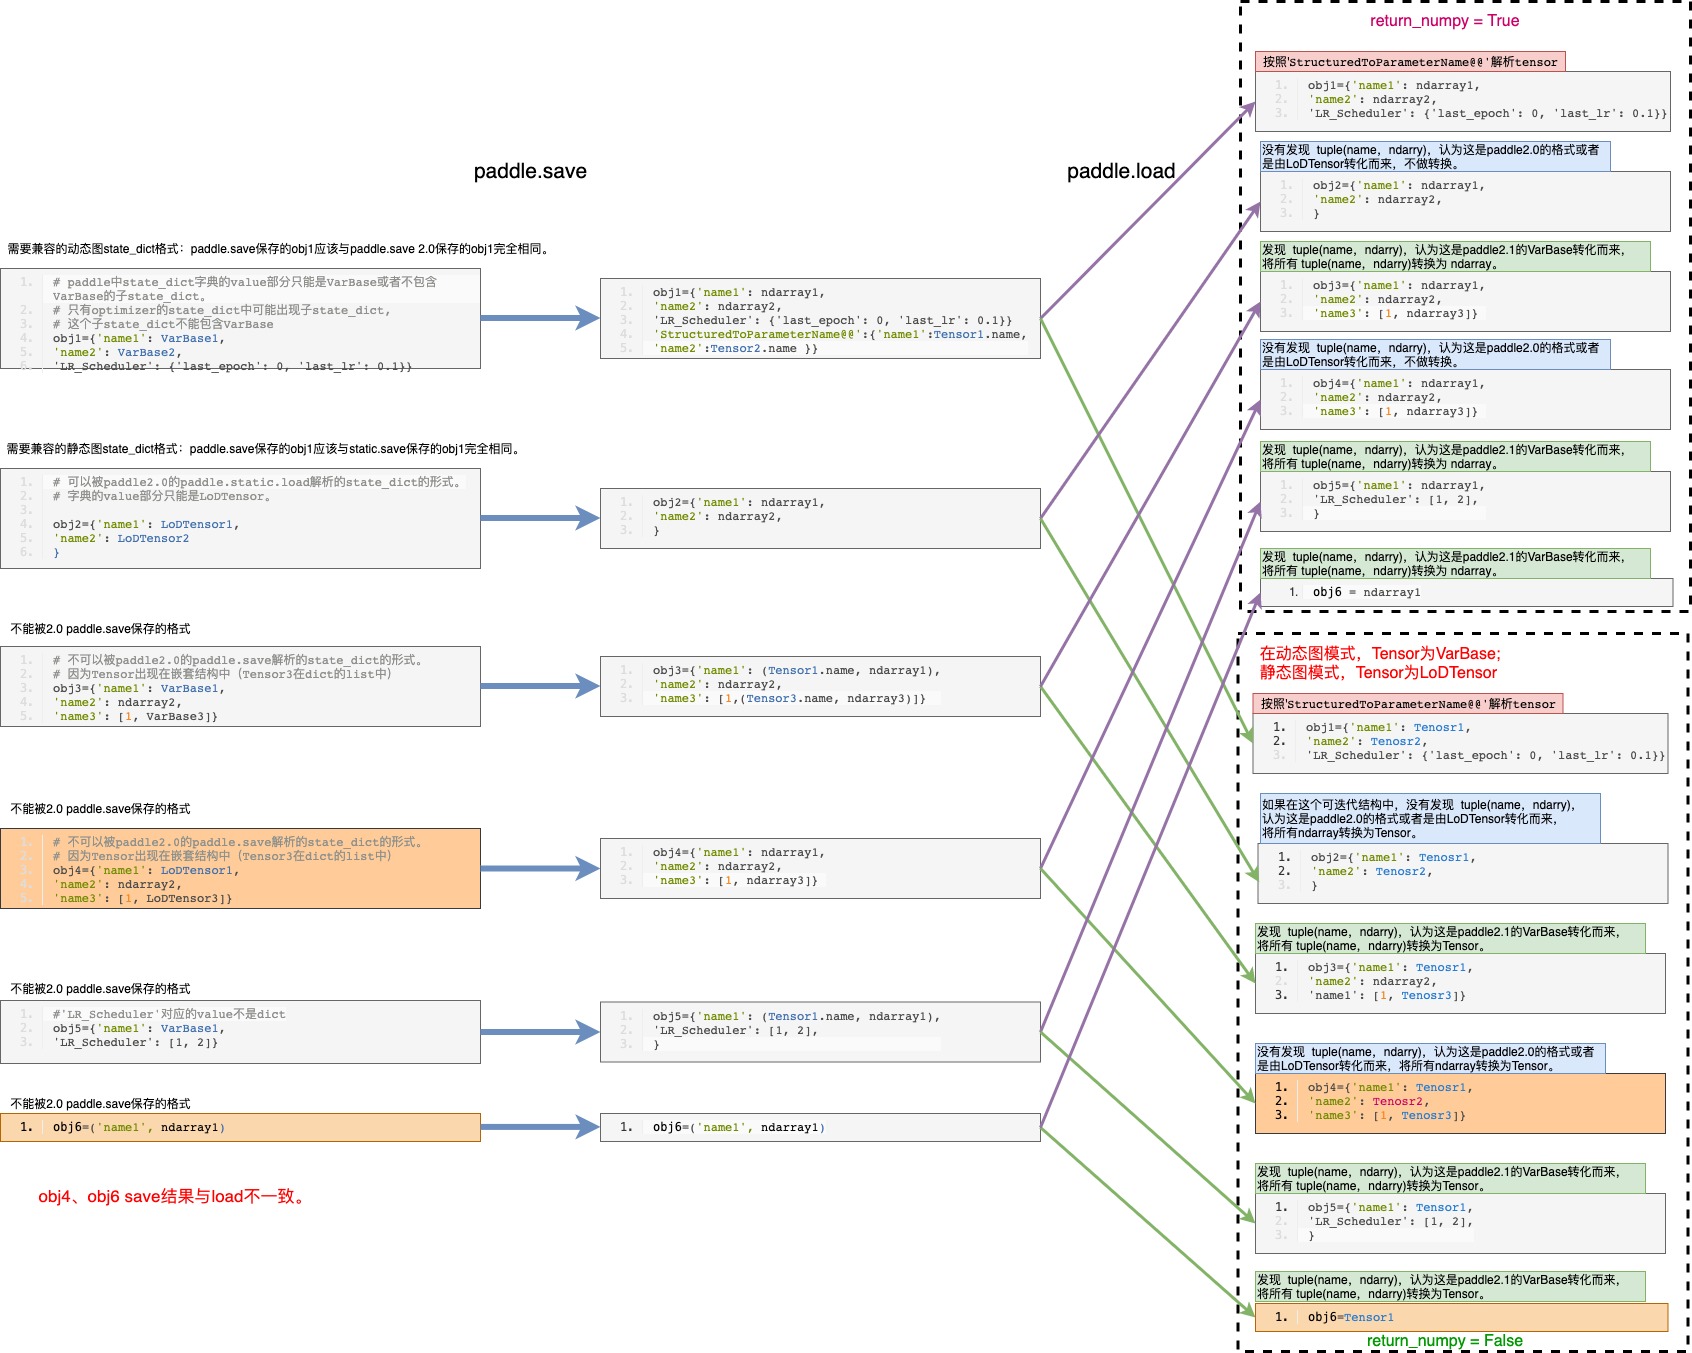 paddle.save
需要兼容的动态图state_dict格式：paddle.save保存的obj1应该与paddle.save 2.0保存的obj1完全相同。
1. # paddle中state_dict字典的value部分只能是VarBase或者不包含
VarBase的子state_dict。
2. # 只有optimizer的state_dict中可能出现子state_dict,
3. # 这个子state_dict不能包含VarBase
4. obj1={'name1': VarBase1,
5. 'name2': VarBase2,
6. 'LR_Scheduler': {'last_epoch': 0, 'last_lr': 0.1}}
需要兼容的静态图state_dict格式：paddle.save保存的obj1应该与static.save保存的obj1完全相同。
1. # 可以被paddle2.0的paddle.static.load解析的state_dict的形式。
2. # 字典的value部分只能是LoDTensor。
3.
4. obj2={'name1': LoDTensor1,
5. 'name2': LoDTensor2
6. }
不能被2.0 paddle.save保存的格式
1. # 不可以被paddle2.0的paddle.save解析的state_dict的形式。
2. # 因为Tensor出现在嵌套结构中（Tensor3在dict的list中）
3. obj3={'name1': VarBase1,
4. 'name2': ndarray2,
5. 'name3': [1, VarBase3]}
不能被2.0 paddle.save保存的格式
1. # 不可以被paddle2.0的paddle.save解析的state_dict的形式。
2. # 因为Tensor出现在嵌套结构中（Tensor3在dict的list中）
3. obj4={'name1': LoDTensor1,
4. 'name2': ndarray2,
5. 'name3': [1, LoDTensor3]}
不能被2.0 paddle.save保存的格式
1. #'LR_Scheduler'对应的value不是dict
2. obj5={'name1': VarBase1,
3. 'LR_Scheduler': [1, 2]}
不能被2.0 paddle.save保存的格式
1. obj6=('name1', ndarray1)
obj4、obj6 save结果与load不一致。
1. obj1={'name1': ndarray1,
2. 'name2': ndarray2,
3. 'LR_Scheduler': {'last_epoch': 0, 'last_lr': 0.1}}
4. 'StructuredToParameterName@@':{'name1':Tensor1.name,
5. 'name2':Tensor2.name }}
1. obj2={'name1': ndarray1,
2. 'name2': ndarray2,
3. }
1. obj3={'name1': (Tensor1.name, ndarray1),
2. 'name2': ndarray2,
3. 'name3': [1,(Tensor3.name, ndarray3)]}
1. obj4={'name1': ndarray1,
2. 'name2': ndarray2,
3. 'name3': [1, ndarray3]}
1. obj5={'name1': (Tensor1.name, ndarray1),
2. 'LR_Scheduler': [1, 2],
3. }
1. obj6=('name1', ndarray1)
paddle.load
return_numpy = True
按照'StructuredToParameterName@@'解析tensor
1. obj1={'name1': ndarray1,
2. 'name2': ndarray2,
3. 'LR_Scheduler': {'last_epoch': 0, 'last_lr': 0.1}}
没有发现 tuple(name，ndarry)，认为这是paddle2.0的格式或者
是由LoDTensor转化而来，不做转换。
1. obj2={'name1': ndarray1,
2. 'name2': ndarray2,
3. }
发现 tuple(name，ndarry)，认为这是paddle2.1的VarBase转化而来，
将所有 tuple(name，ndarry)转换为 ndarray。
1. obj3={'name1': ndarray1,
2. 'name2': ndarray2,
3. 'name3': [1, ndarray3]}
没有发现 tuple(name，ndarry)，认为这是paddle2.0的格式或者
是由LoDTensor转化而来，不做转换。
1. obj4={'name1': ndarray1,
2. 'name2': ndarray2,
3. 'name3': [1, ndarray3]}
发现 tuple(name，ndarry)，认为这是paddle2.1的VarBase转化而来，
将所有 tuple(name，ndarry)转换为 ndarray。
1. obj5={'name1': ndarray1,
2. 'LR_Scheduler': [1, 2],
3. }
发现 tuple(name，ndarry)，认为这是paddle2.1的VarBase转化而来，
将所有 tuple(name，ndarry)转换为 ndarray。
1. obj6 = ndarray1
在动态图模式，Tensor为VarBase;
静态图模式，Tensor为LoDTensor
按照'StructuredToParameterName@@'解析tensor
1. obj1={'name1': Tenosr1,
2. 'name2': Tenosr2,
3. 'LR_Scheduler': {'last_epoch': 0, 'last_lr': 0.1}}
如果在这个可迭代结构中，没有发现 tuple(name，ndarry)，
认为这是paddle2.0的格式或者是由LoDTensor转化而来，
将所有ndarray转换为Tensor。
1. obj2={'name1': Tenosr1,
2. 'name2': Tenosr2,
3. }
发现 tuple(name，ndarry)，认为这是paddle2.1的VarBase转化而来，
将所有 tuple(name，ndarry)转换为Tensor。
1. obj3={'name1': Tenosr1,
2. 'name2': ndarray2,
3. 'name1': [1, Tenosr3]}
没有发现 tuple(name，ndarry)，认为这是paddle2.0的格式或者
是由LoDTensor转化而来，将所有ndarray转换为Tensor。
1. obj4={'name1': Tenosr1,
2. 'name2': Tenosr2,
3. 'name3': [1, Tenosr3]}
发现 tuple(name，ndarry)，认为这是paddle2.1的VarBase转化而来，
将所有 tuple(name，ndarry)转换为Tensor。
1. obj5={'name1': Tensor1,
2. 'LR_Scheduler': [1, 2],
3. }
发现 tuple(name，ndarry)，认为这是paddle2.1的VarBase转化而来，
将所有 tuple(name，ndarry)转换为Tensor。
1. obj6=Tensor1
return_numpy = False